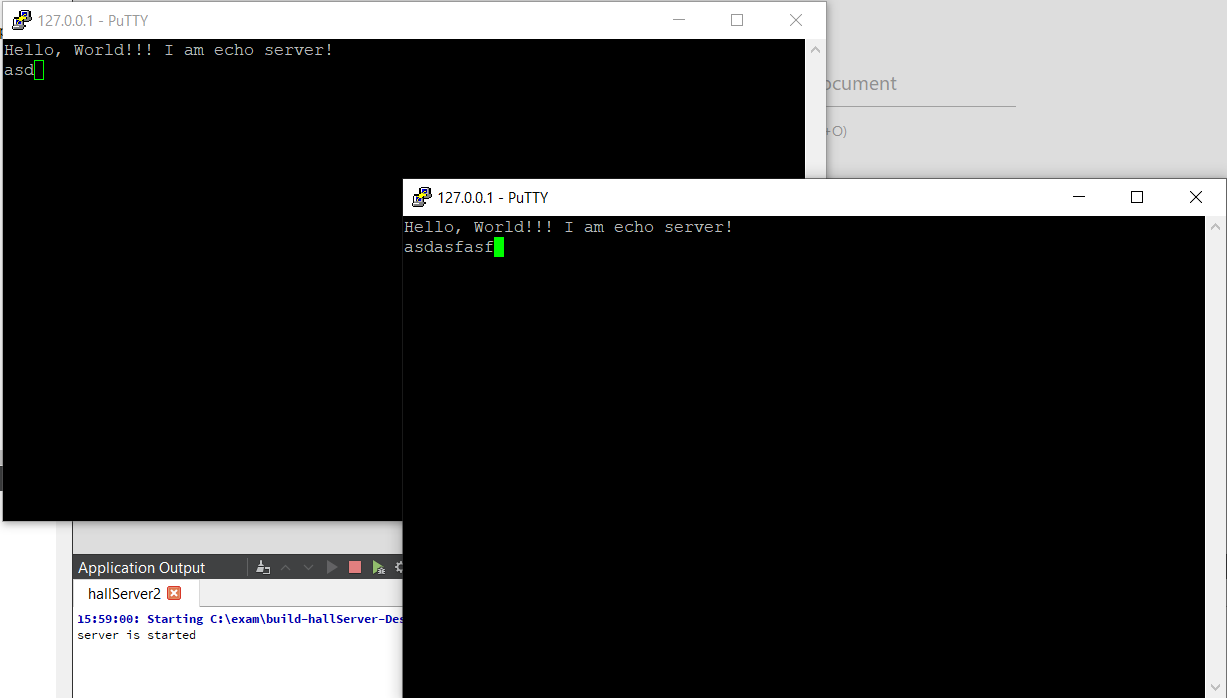 127.0.0.1 - PuTTY
Hello, World!!! I am echo server!
asd
ocument
+O)
127.0.0.1 - PuTTY
Hello, World!!! I am echo server!
asdasfasf
Application Output
hallServer2
15:59:00: Starting C:\exam\build-hallServer-Des
server is started